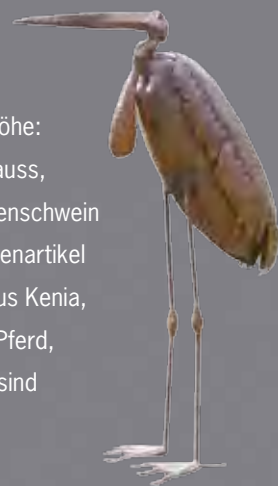 öhe:
auss,
enschwein
enartikel
us Kenia,
Pferd,
sind